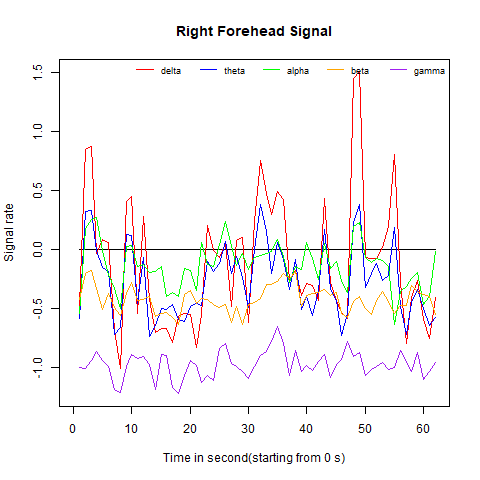 Right Forehead Signal
delta theta alpha beta gamma
Signal rate
1.5
1.0
0.5
0.0
-0.5
-1.0
0 10 20 30 40 50 60
Time in second(starting from 0 s)